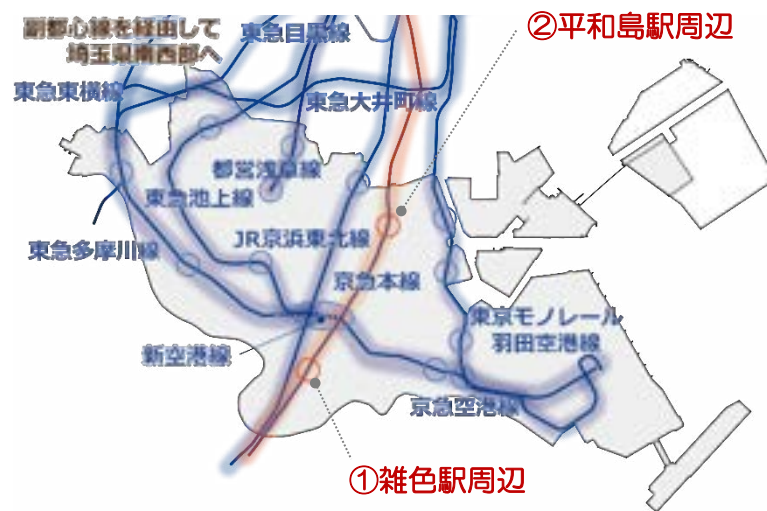 副都心線を経由して
埼玉県南西部へ
東急目黒線
②平和島駅周辺
東急東横線
東急大井町線
都営浅草線
東急池上線
JR京浜東北線
東急多摩川線
京急本線
東京モノレール
羽田空港線
新空港線
京急空港線
①雑色駅周辺